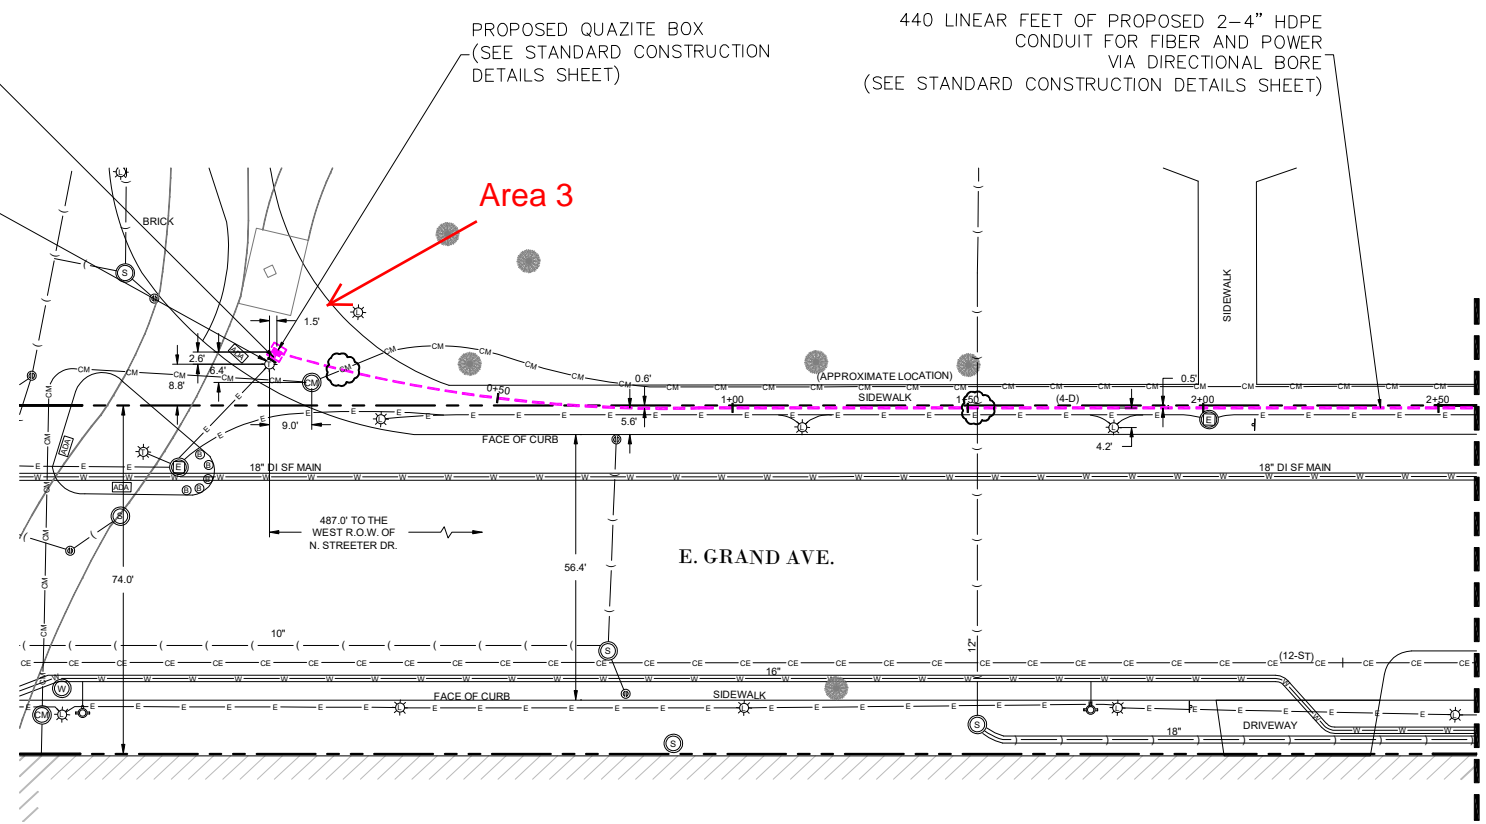 PROPOSED QUAZITE BOX
(SEE STANDARD CONSTRUCTION
DETAILS SHEET)
440 LINEAR FEET OF PROPOSED 2–4" HDPE
CONDUIT FOR FIBER AND POWER
VIA DIRECTIONAL BORE
(SEE STANDARD CONSTRUCTION DETAILS SHEET)
Area 3
BRICK
SIDEWALK
1.5'
2.6'
6.4'
8.8'
9.0'
ADA
CM
0+50
1+00
1+50
2+00
2+50
0.6'
(APPROXIMATE LOCATION)
SIDEWALK
(4-D)
0.5'
5.6'
4.2'
FACE OF CURB
ADA
ADA
18" DI SF MAIN
18" DI SF MAIN
487.0' TO THE
WEST R.O.W. OF
N. STREETER DR.
E. GRAND AVE.
74.0'
56.4'
10"
12"
16"
(12-ST)
FACE OF CURB
SIDEWALK
DRIVEWAY
18"